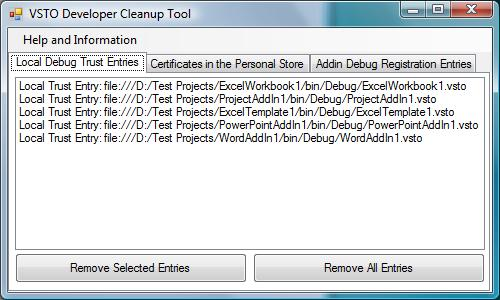 VSTO Developer Cleanup Tool
Help and Information
Local Debug Trust Entries Certificates in the Personal Store Addin Debug Registration Entries
Local Trust Entry: file:///D:/Test Projects/ExcelWorkbook1/bin/Debug/ExcelWorkbook1.vsto
Local Trust Entry: file:///D:/Test Projects/ProjectAddIn1/bin/Debug/ProjectAddIn1.vsto
Local Trust Entry: file:///D:/Test Projects/ExcelTemplate1/bin/Debug/ExcelTemplate1.vsto
Local Trust Entry: file:///D:/Test Projects/PowerPointAddIn1/bin/Debug/PowerPointAddIn1.vsto
Local Trust Entry: file:///D:/Test Projects/WordAddIn1/bin/Debug/WordAddIn1.vsto
Remove Selected Entries Remove All Entries